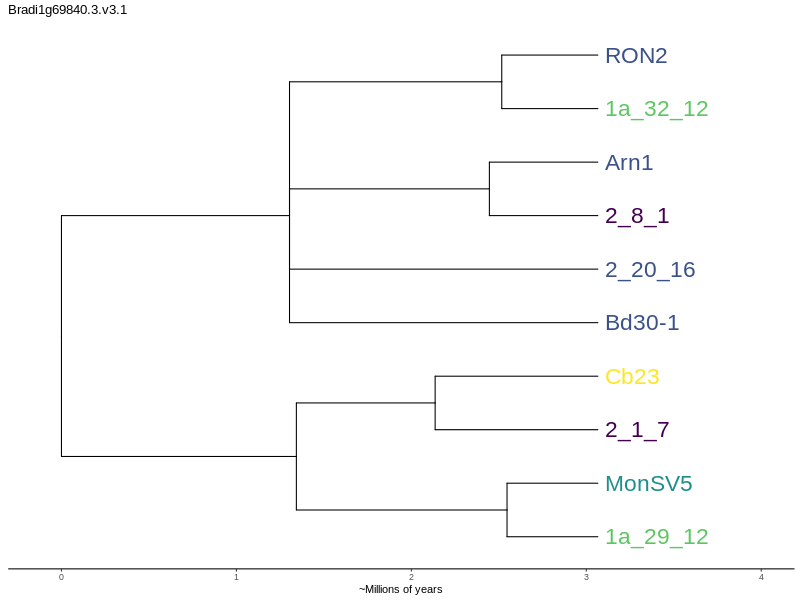 Bradi1g69840.3.v3.1
RON2
1a_32_12
Arn1
2_8_1
2_20_16
Bd30-1
Cb23
2_1_7
MonSV5
1a_29_12
0 1 2 3 4
~Millions of years